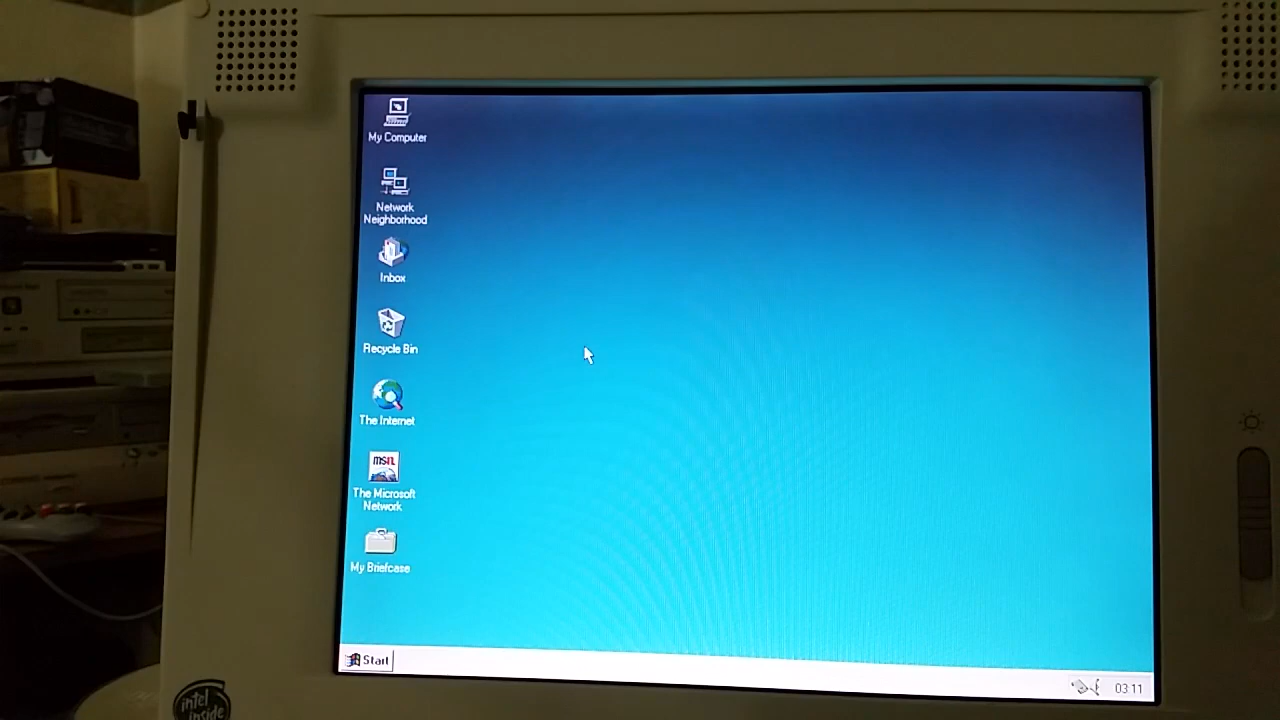 My Computer
Network
Neighborhood
Inbox
Recycle Bin
The Internet
msn
The Microsoft
Network
My Briefcase
Start
03:11
intel
inside